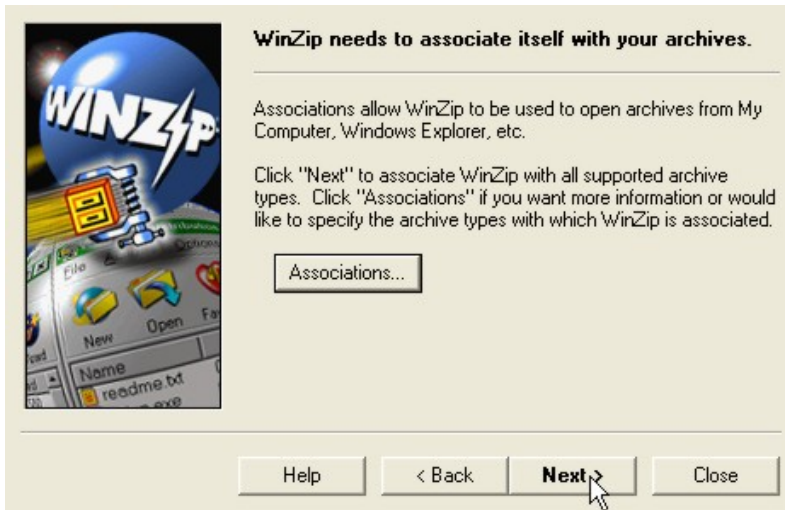 WinZip needs to associate itself with your archives.
WINZIP
Associations allow WinZip to be used to open archives from My
Computer, Windows Explorer, etc.
Click "Next" to associate WinZip with all supported archive
types. Click "Associations" if you want more information or would
like to specify the archive types with which WinZip is associated.
Associations...
File
Options
New
Open
Name
readme.txt
Help
< Back
Next >
Close